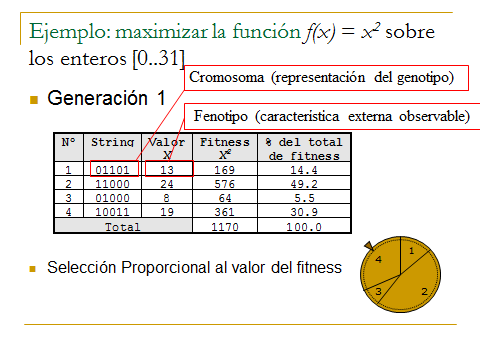 Ejemplo: maximizar la función f(x) = x² sobre
los enteros [0..31]
Cromosoma (representación del genotipo)
Generación 1
Fenotipo (característica externa observable)
Nº String Valor X Fitness X² % del total de fitness
1 01101 13 169 14.4
2 11000 24 576 49.2
3 01000 8 64 5.5
4 10011 19 361 30.9
Total 1170 100.0
Selección Proporcional al valor del fitness
1
4
3
2